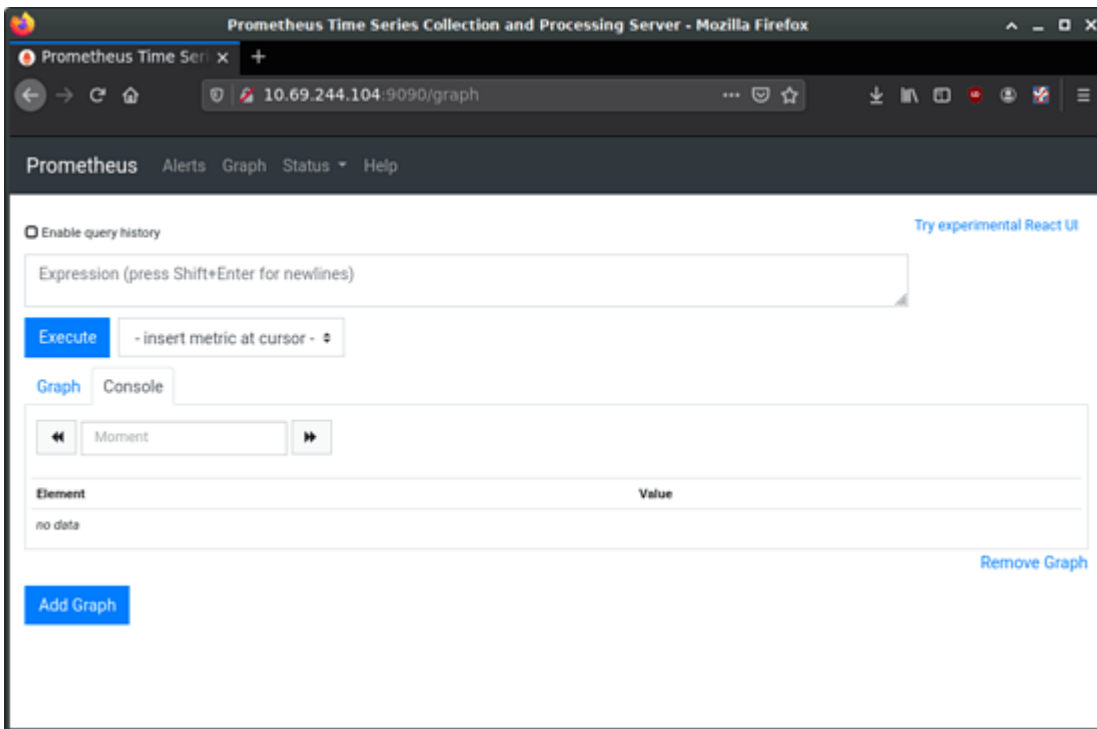 Prometheus Time Series Collection and Processing Server - Mozilla Firefox
Prometheus Time Seri
10.69.244.104:9090/graph
Prometheus Alerts Graph Status Help
Enable query history
Try experimental React UI
Expression (press Shift+Enter for newlines)
Execute - insert metric at cursor -
Graph Console
Moment
Element Value
no data
Remove Graph
Add Graph